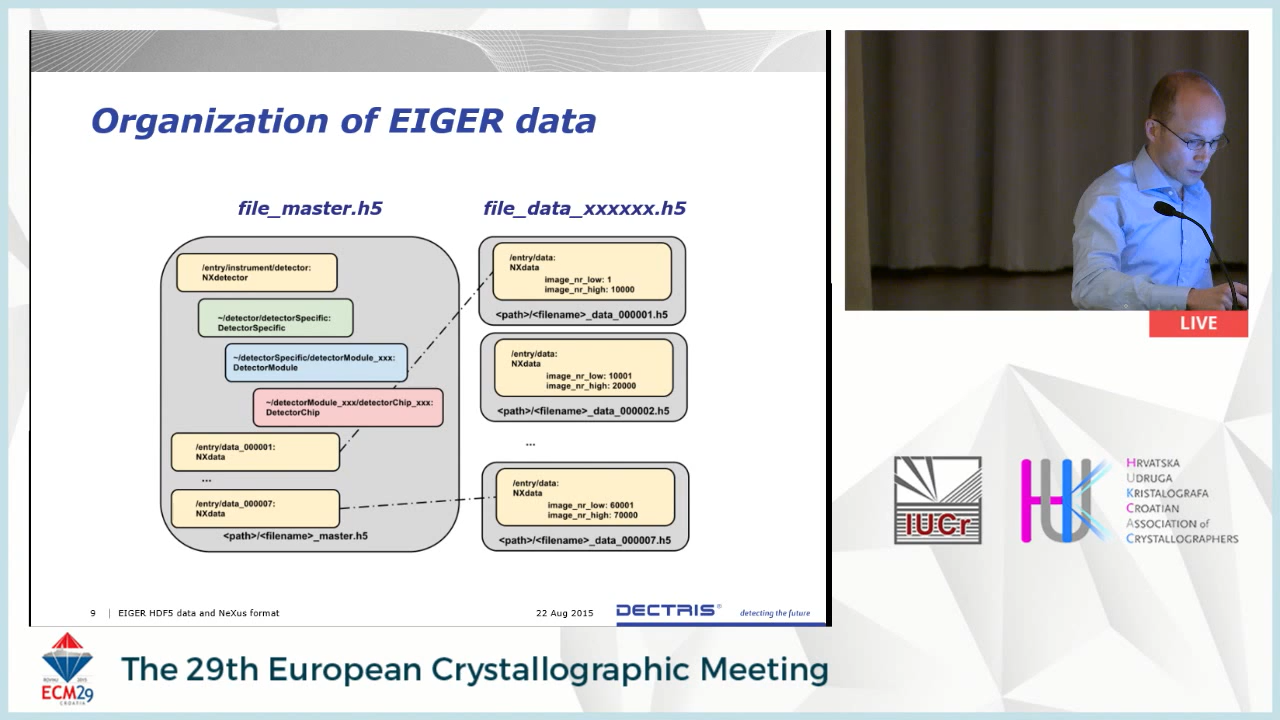 Organization of EIGER data
file_master.h5
/entry/instrument/detector:
NXdetector
~/detector/detectorSpecific:
DetectorSpecific
~/detectorSpecific/detectorModule_xxx:
DetectorModule
~/detectorModule_xxx/detectorChip_xxx:
DetectorChip
/entry/data_000001:
NXdata
...
/entry/data_000007:
NXdata
<path>/<filename>_master.h5
file_data_xxxxxx.h5
/entry/data:
NXdata
image_nr_low: 1
image_nr_high: 10000
<path>/<filename>_data_000001.h5
/entry/data:
NXdata
image_nr_low: 10001
image_nr_high: 20000
<path>/<filename>_data_000002.h5
...
/entry/data:
NXdata
image_nr_low: 60001
image_nr_high: 70000
<path>/<filename>_data_000007.h5
9 | EIGER HDF5 data and NeXus format
22 Aug 2015
DECTRIS®
detecting the future
LIVE
IUCr
HUK
HRVATSKA
UDRUGA
KRISTALOGRAFA
CROATIAN
ASSOCIATION of
CRYSTALLOGRAPHERS
ECM29
CROATIA
The 29th European Crystallographic Meeting